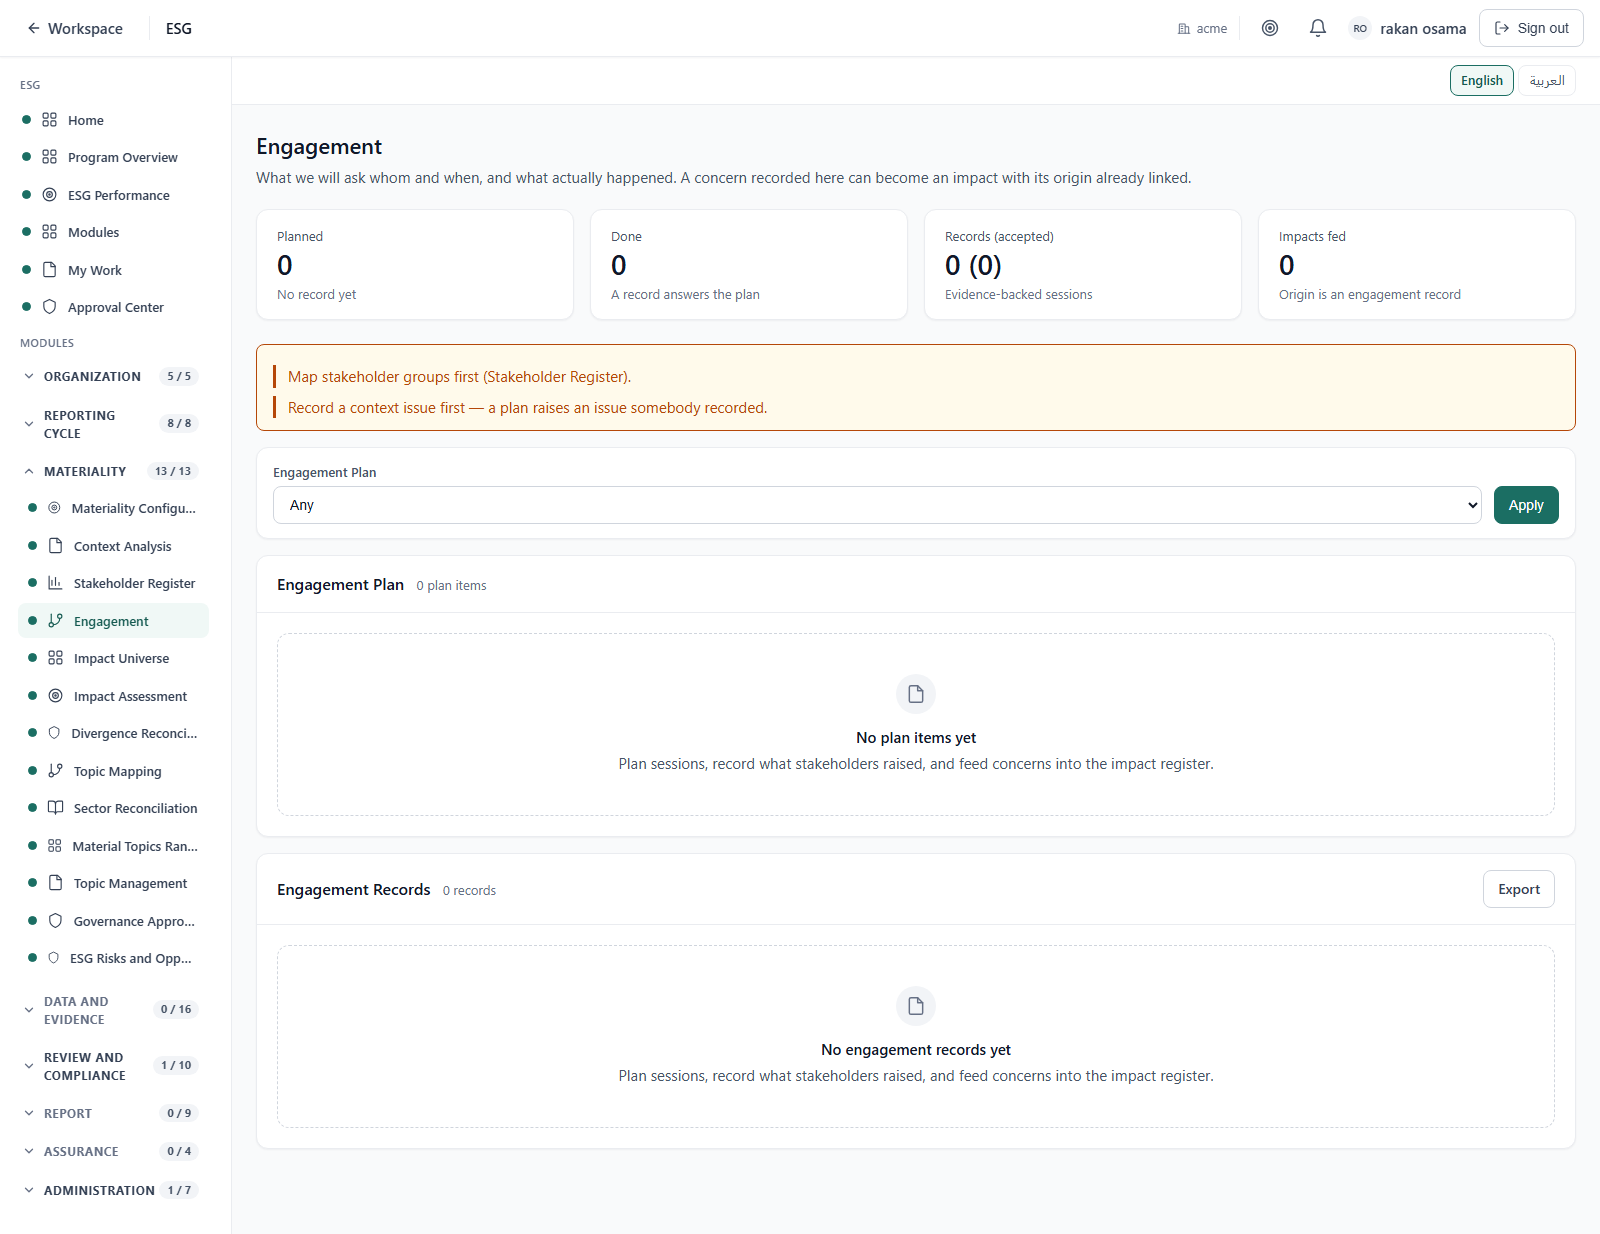 Workspace
ESG
acme
RO
rakan osama
Sign out
English
العربية
ESG
Home
Program Overview
ESG Performance
Modules
My Work
Approval Center
MODULES
ORGANIZATION
5 / 5
REPORTING
CYCLE
8 / 8
MATERIALITY
13 / 13
Materiality Configu...
Context Analysis
Stakeholder Register
Engagement
Impact Universe
Impact Assessment
Divergence Reconci...
Topic Mapping
Sector Reconciliation
Material Topics Ran...
Topic Management
Governance Appro...
ESG Risks and Opp...
DATA AND
EVIDENCE
0 / 16
REVIEW AND
COMPLIANCE
1 / 10
REPORT
0 / 9
ASSURANCE
0 / 4
ADMINISTRATION
1 / 7
Engagement
What we will ask whom and when, and what actually happened. A concern recorded here can become an impact with its origin already linked.
Planned
0
No record yet
Done
0
A record answers the plan
Records (accepted)
0 (0)
Evidence-backed sessions
Impacts fed
0
Origin is an engagement record
Map stakeholder groups first (Stakeholder Register).
Record a context issue first — a plan raises an issue somebody recorded.
Engagement Plan
Any
Apply
Engagement Plan 0 plan items
No plan items yet
Plan sessions, record what stakeholders raised, and feed concerns into the impact register.
Engagement Records 0 records
Export
No engagement records yet
Plan sessions, record what stakeholders raised, and feed concerns into the impact register.